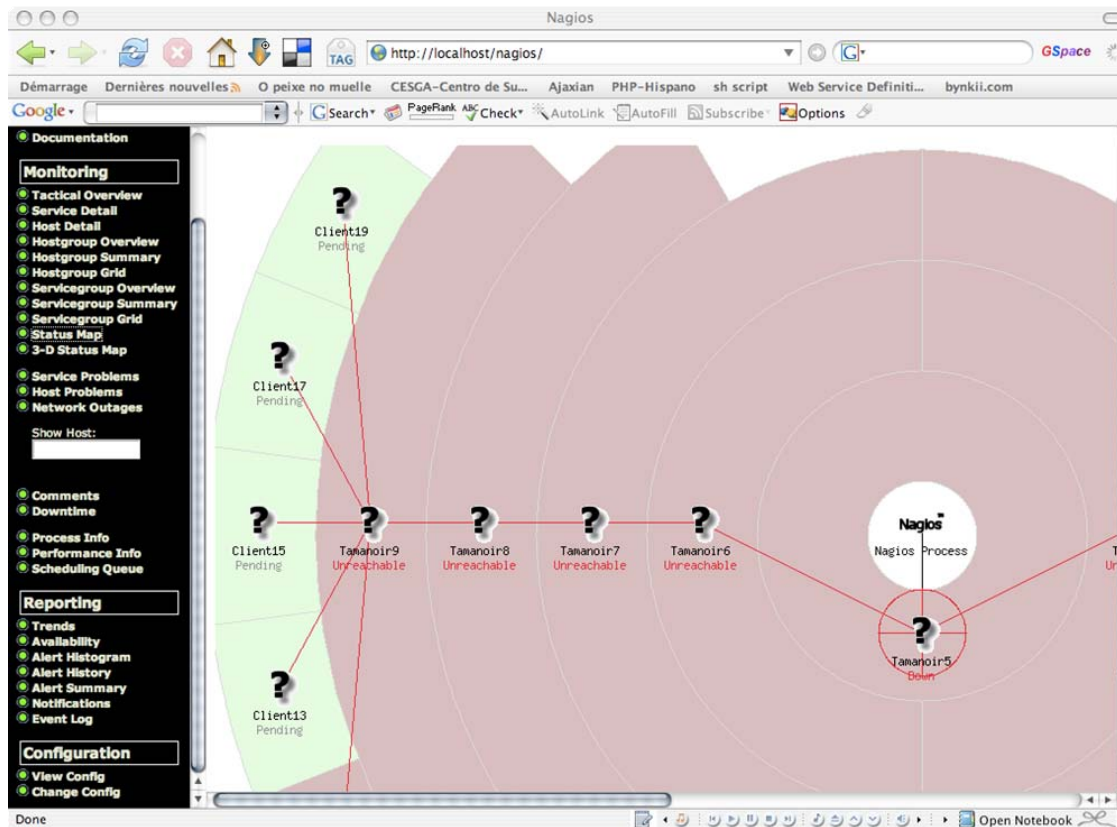 Nagios
TAG http://localhost/nagios/ G GSpace
Démarrage Dernières nouvelles O peixe no muelle CESGA-Centro de Su... Ajaxian PHP-Hispano sh script Web Service Definiti... bynkii.com
Google G Search PageRank ABC Check AutoLink AutoFill Subscribe Options
Documentation
Monitoring
Tactical Overview
Service Detail
Host Detail
Hostgroup Overview
Hostgroup Summary
Hostgroup Grid
Servicegroup Overview
Servicegroup Summary
Servicegroup Grid
Status Map
3-D Status Map
Service Problems
Host Problems
Network Outages
Show Host:
Comments
Downtime
Process Info
Performance Info
Scheduling Queue
Reporting
Trends
Availability
Alert Histogram
Alert History
Alert Summary
Notifications
Event Log
Configuration
View Config
Change Config
?
Client19
Pending
?
Client17
Pending
?
Client15
Pending
?
Tamanoir9
Unreachable
?
Tamanoir8
Unreachable
?
Tamanoir7
Unreachable
?
Tamanoir6
Unreachable
Nagios
Nagios Process
?
Tamanoir5
Down
?
Client13
Pending
T
Un
Done Open Notebook